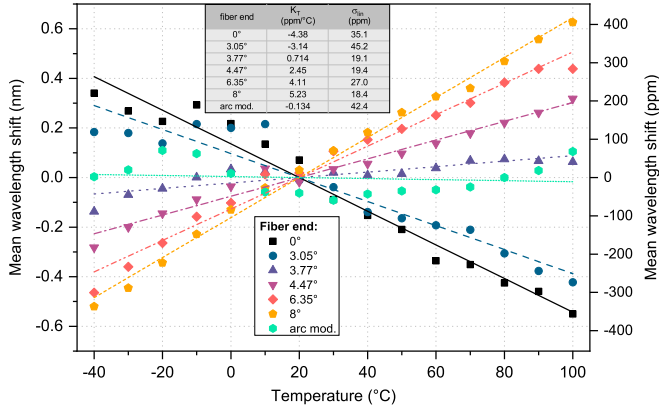 fiber end K_T (ppm/°C) σ_lin (ppm)
0° -4.38 35.1
3.05° -3.14 45.2
3.77° 0.714 19.1
4.47° 2.45 19.4
6.35° 4.11 27.0
8° 5.23 18.4
arc mod. -0.134 42.4
Mean wavelength shift (nm)
0.6
0.4
0.2
0.0
-0.2
-0.4
-0.6
400
300
200
100
0
-100
-200
-300
-400
Mean wavelength shift (ppm)
Fiber end:
0°
3.05°
3.77°
4.47°
6.35°
8°
arc mod.
-40 -20 0 20 40 60 80 100
Temperature (°C)